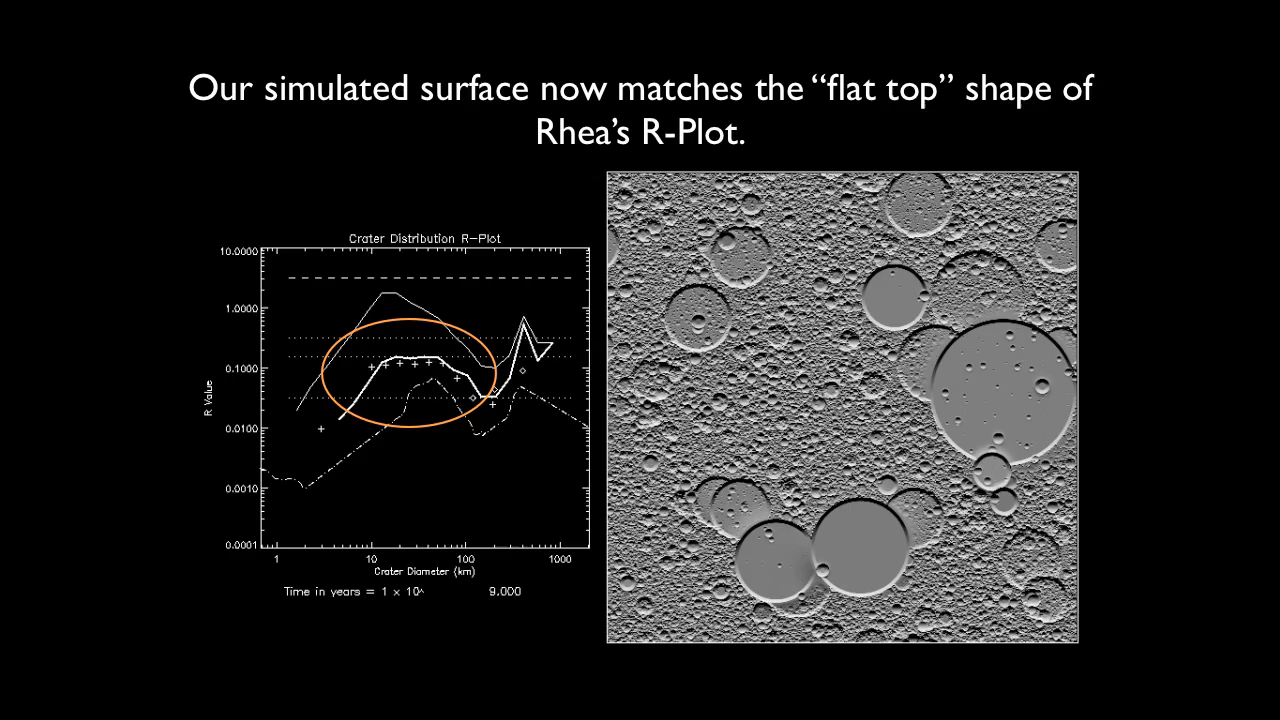 Our simulated surface now matches the “flat top” shape of
Rhea’s R-Plot.
Crater Distribution R-Plot
10.0000
1.0000
0.1000
0.0100
0.0010
0.0001
R Value
1 10 100 1000
Crater Diameter (km)
Time in years = 1 x 10^ 9.000